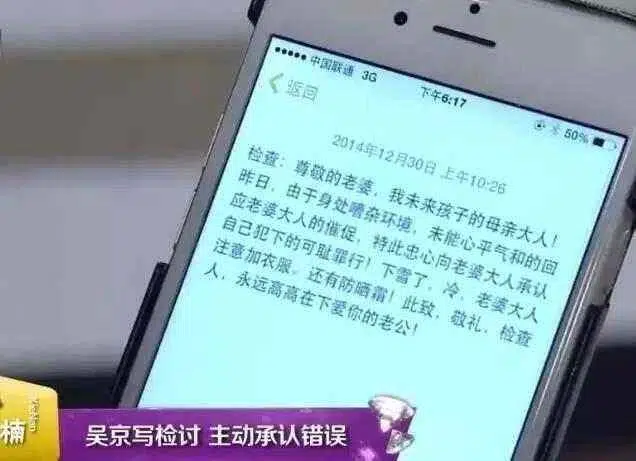 中国联通 3G
下午6:17
50%
返回
2014年12月30日 上午10:26
检查：尊敬的老婆，我未来孩子的母亲大人！
昨日，由于身处嘈杂环境，未能心平气和的回
应老婆大人的催促，特此忠心向老婆大人承认
自己犯下的可耻罪行！下雪了，冷，老婆大人
注意加衣服。还有防晒霜！此致，敬礼，检查
人，永远高高在下爱你的老公！
楠
吴京写检讨 主动承认错误